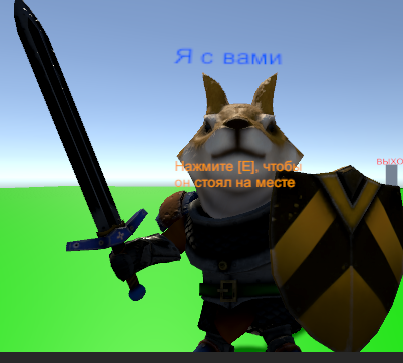 Я с вами
Нажмите [E], чтобы
он стоял на месте